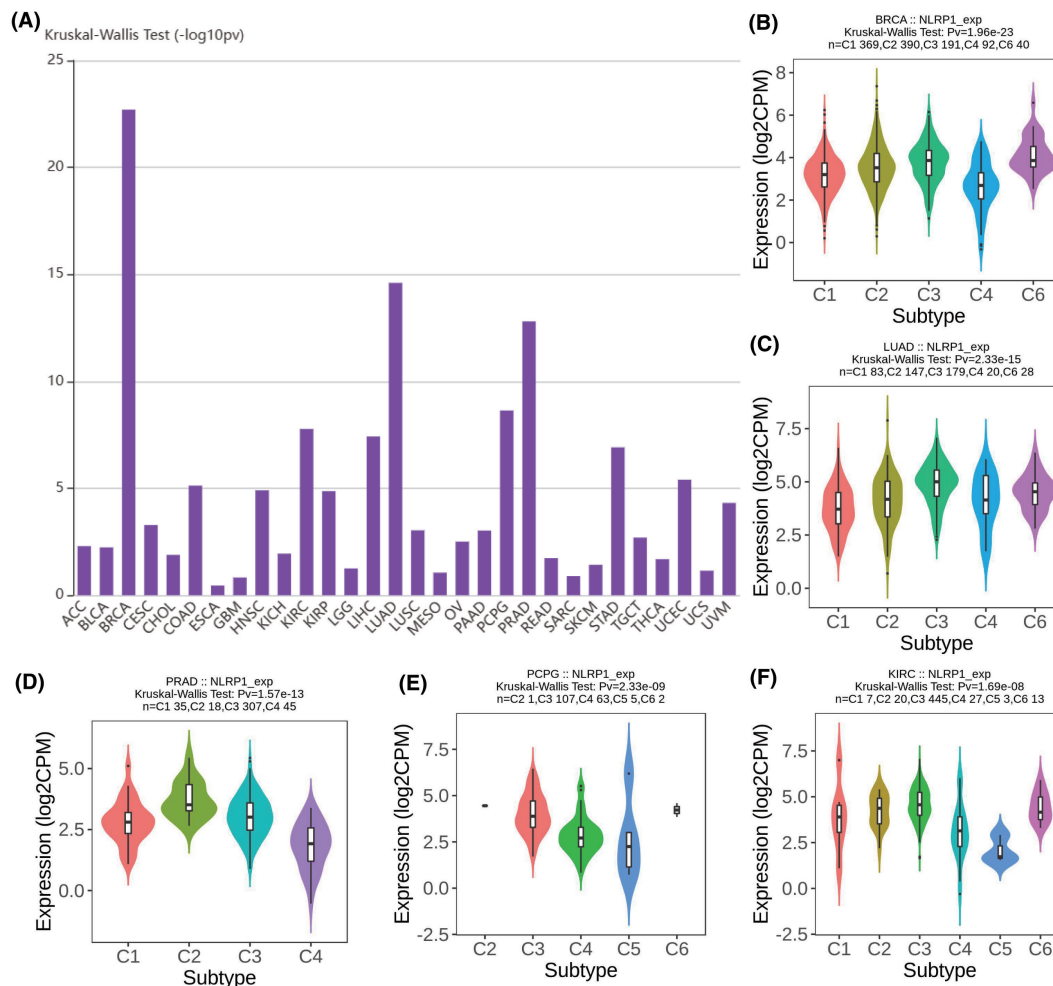 (A)
Kruskal-Wallis Test (-log10pv)
25
20
15
10
5
0
ACC BLCA BRCA CESC CHOL COAD ESCA GBM HNSC KICH KIRC KIRP LGG LIHC LUAD LUSC MESO OV PAAD PCPG PRAD READ SARC SKCM STAD TGCT THCA UCEC UCS UVM
(B)
BRCA :: NLRP1_exp
Kruskal-Wallis Test: Pv=1.96e-23
n=C1 369,C2 390,C3 191,C4 92,C6 40
Expression (log2CPM)
8
6
4
2
0
C1 C2 C3 C4 C6
Subtype
(C)
LUAD :: NLRP1_exp
Kruskal-Wallis Test: Pv=2.33e-15
n=C1 83,C2 147,C3 179,C4 20,C6 28
Expression (log2CPM)
7.5
5.0
2.5
0.0
C1 C2 C3 C4 C6
Subtype
(D)
PRAD :: NLRP1_exp
Kruskal-Wallis Test: Pv=1.57e-13
n=C1 35,C2 18,C3 307,C4 45
Expression (log2CPM)
5.0
2.5
0.0
C1 C2 C3 C4
Subtype
(E)
PCPG :: NLRP1_exp
Kruskal-Wallis Test: Pv=2.33e-09
n=C2 1,C3 107,C4 63,C5 5,C6 2
Expression (log2CPM)
7.5
5.0
2.5
0.0
-2.5
C2 C3 C4 C5 C6
Subtype
(F)
KIRC :: NLRP1_exp
Kruskal-Wallis Test: Pv=1.69e-08
n=C1 7,C2 20,C3 445,C4 27,C5 3,C6 13
Expression (log2CPM)
7.5
5.0
2.5
0.0
-2.5
C1 C2 C3 C4 C5 C6
Subtype